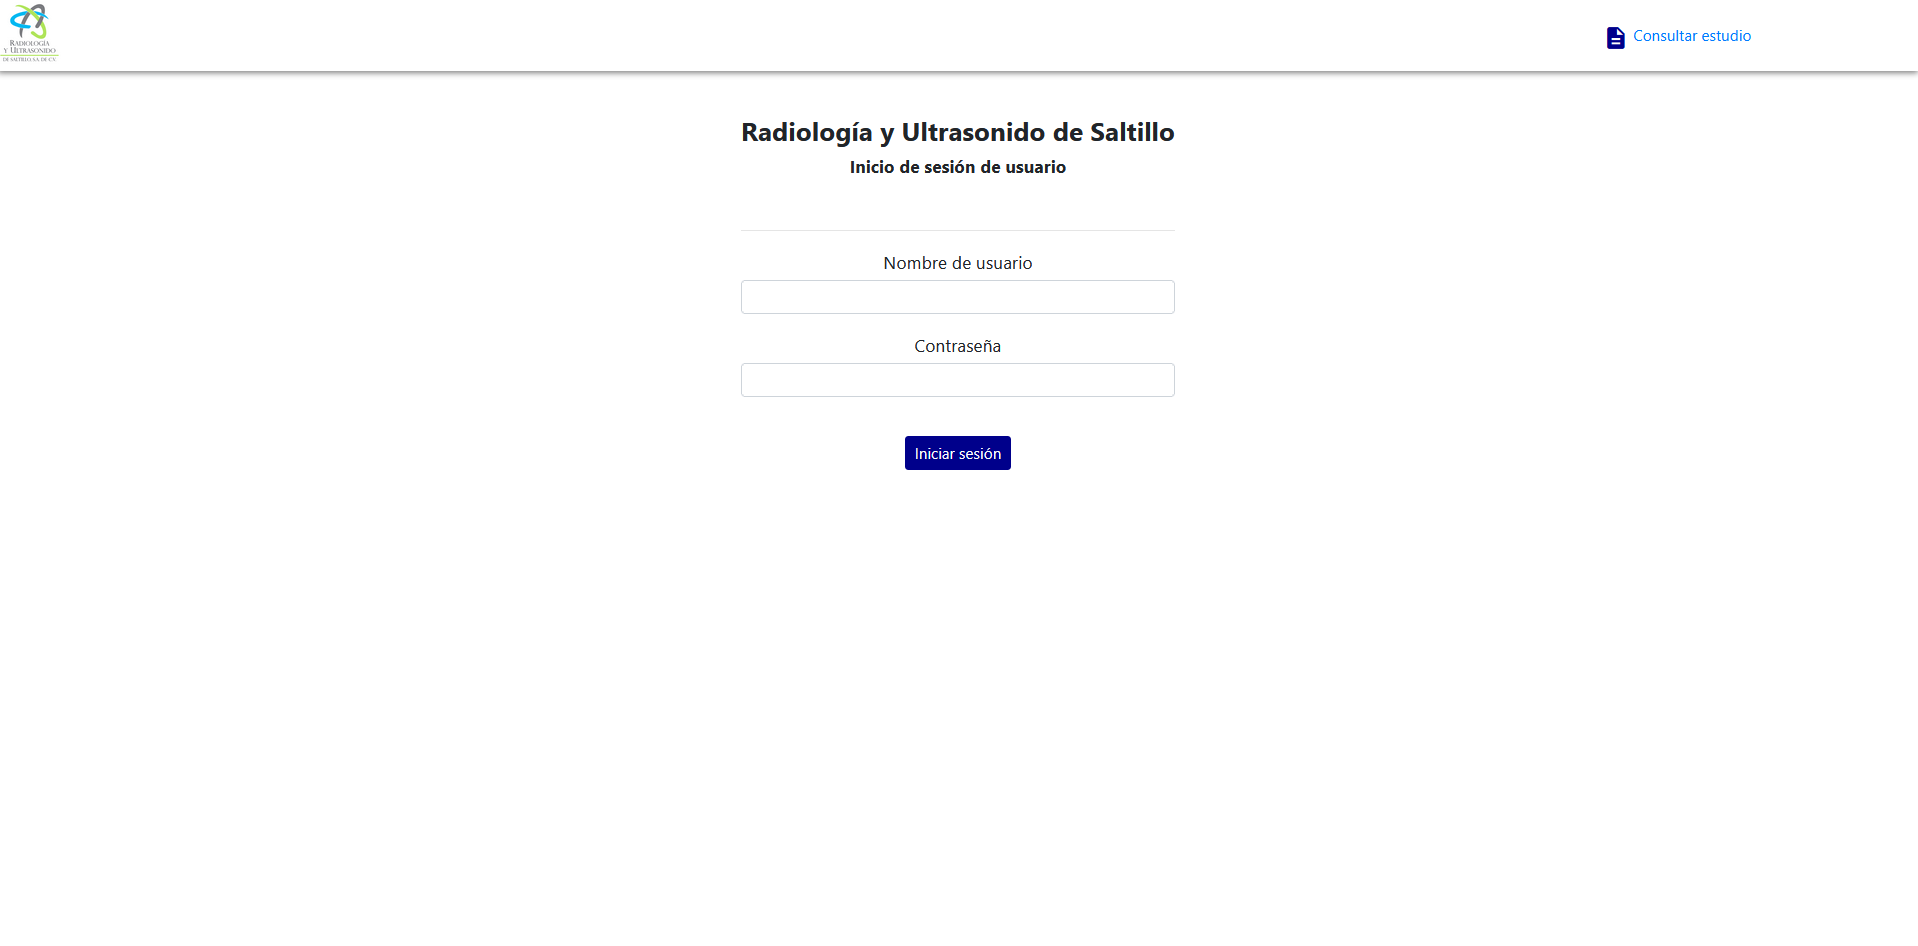 RADIOLOGÍA
Y ULTRASONIDO
DE SALTILLO, S.A. DE C.V.
Consultar estudio
Radiología y Ultrasonido de Saltillo
Inicio de sesión de usuario
Nombre de usuario
Contraseña
Iniciar sesión